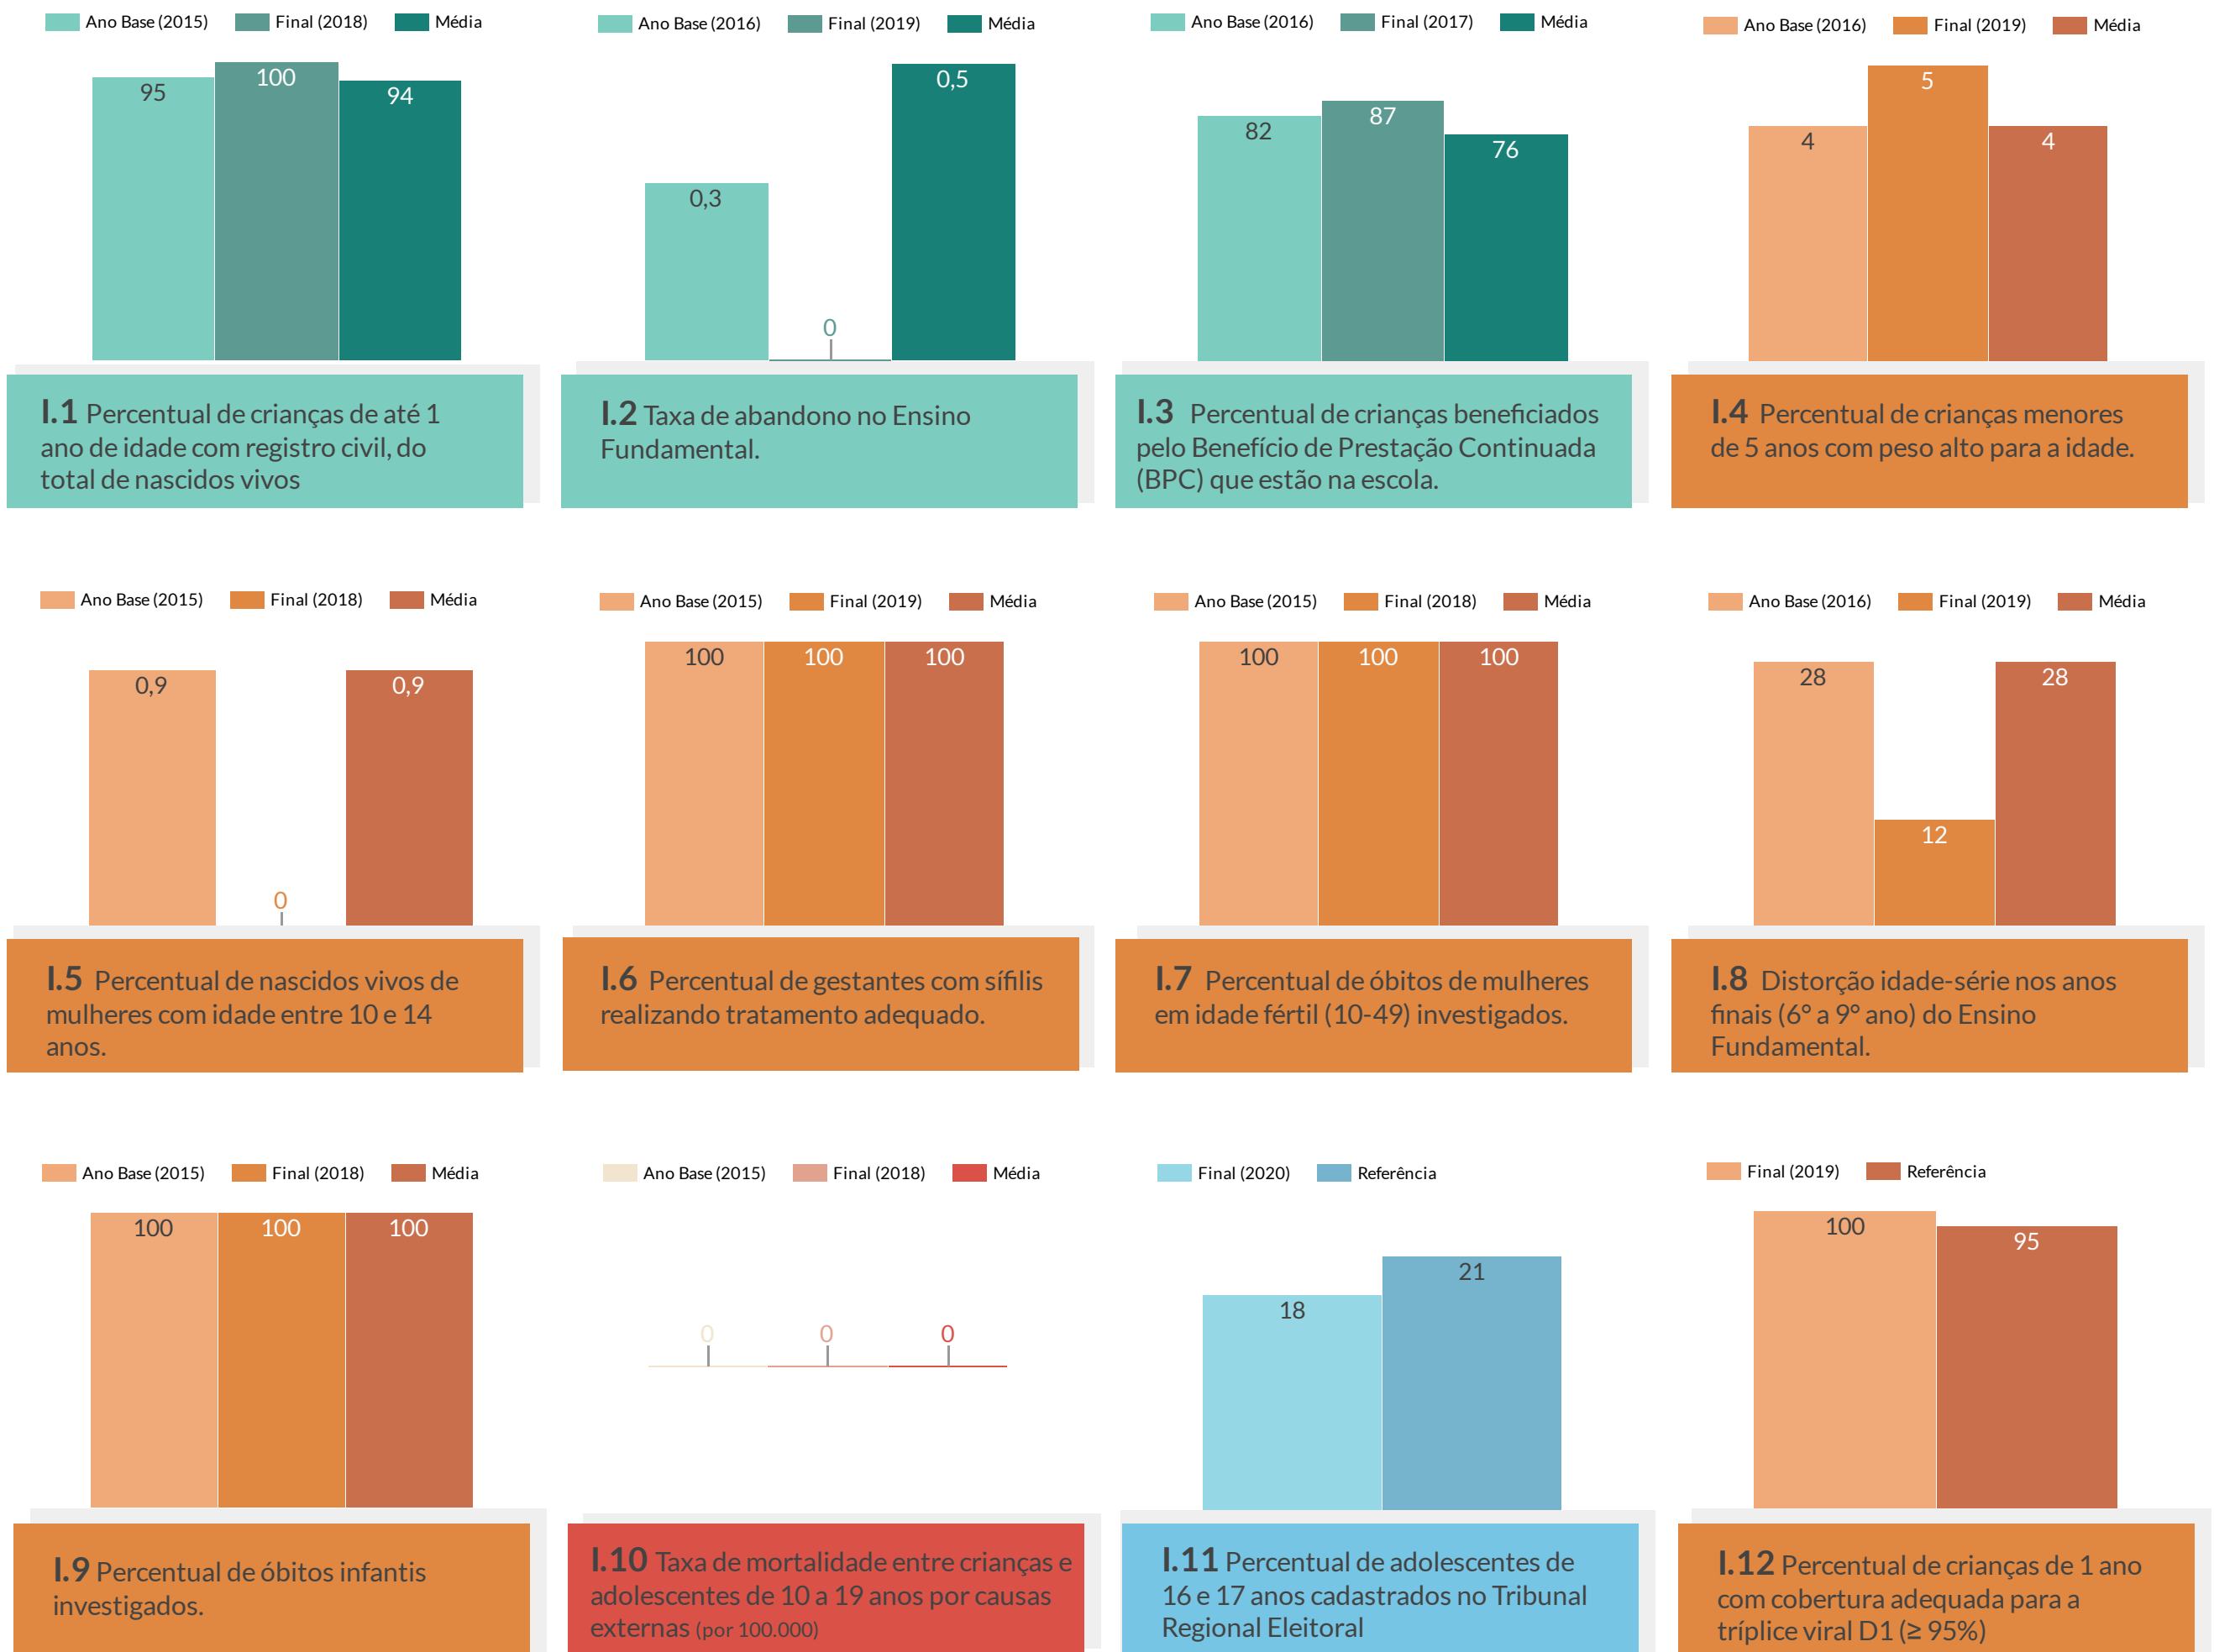 Ano Base (2015) Final (2018) Média
95
100
94
I.1 Percentual de crianças de até 1
ano de idade com registro civil, do
total de nascidos vivos
Ano Base (2016) Final (2019) Média
0,3
0
0,5
I.2 Taxa de abandono no Ensino
Fundamental.
Ano Base (2016) Final (2017) Média
82
87
76
I.3 Percentual de crianças beneficiados
pelo Benefício de Prestação Continuada
(BPC) que estão na escola.
Ano Base (2016) Final (2019) Média
4
5
4
I.4 Percentual de crianças menores
de 5 anos com peso alto para a idade.
Ano Base (2015) Final (2018) Média
0,9
0
0,9
I.5 Percentual de nascidos vivos de
mulheres com idade entre 10 e 14
anos.
Ano Base (2015) Final (2019) Média
100
100
100
I.6 Percentual de gestantes com sífilis
realizando tratamento adequado.
Ano Base (2015) Final (2018) Média
100
100
100
I.7 Percentual de óbitos de mulheres
em idade fértil (10-49) investigados.
Ano Base (2016) Final (2019) Média
28
12
28
I.8 Distorção idade-série nos anos
finais (6° a 9° ano) do Ensino
Fundamental.
Ano Base (2015) Final (2018) Média
100
100
100
I.9 Percentual de óbitos infantis
investigados.
Ano Base (2015) Final (2018) Média
0
0
0
I.10 Taxa de mortalidade entre crianças e
adolescentes de 10 a 19 anos por causas
externas (por 100.000)
Final (2020) Referência
18
21
I.11 Percentual de adolescentes de
16 e 17 anos cadastrados no Tribunal
Regional Eleitoral
Final (2019) Referência
100
95
I.12 Percentual de crianças de 1 ano
com cobertura adequada para a
tríplice viral D1 (≥ 95%)